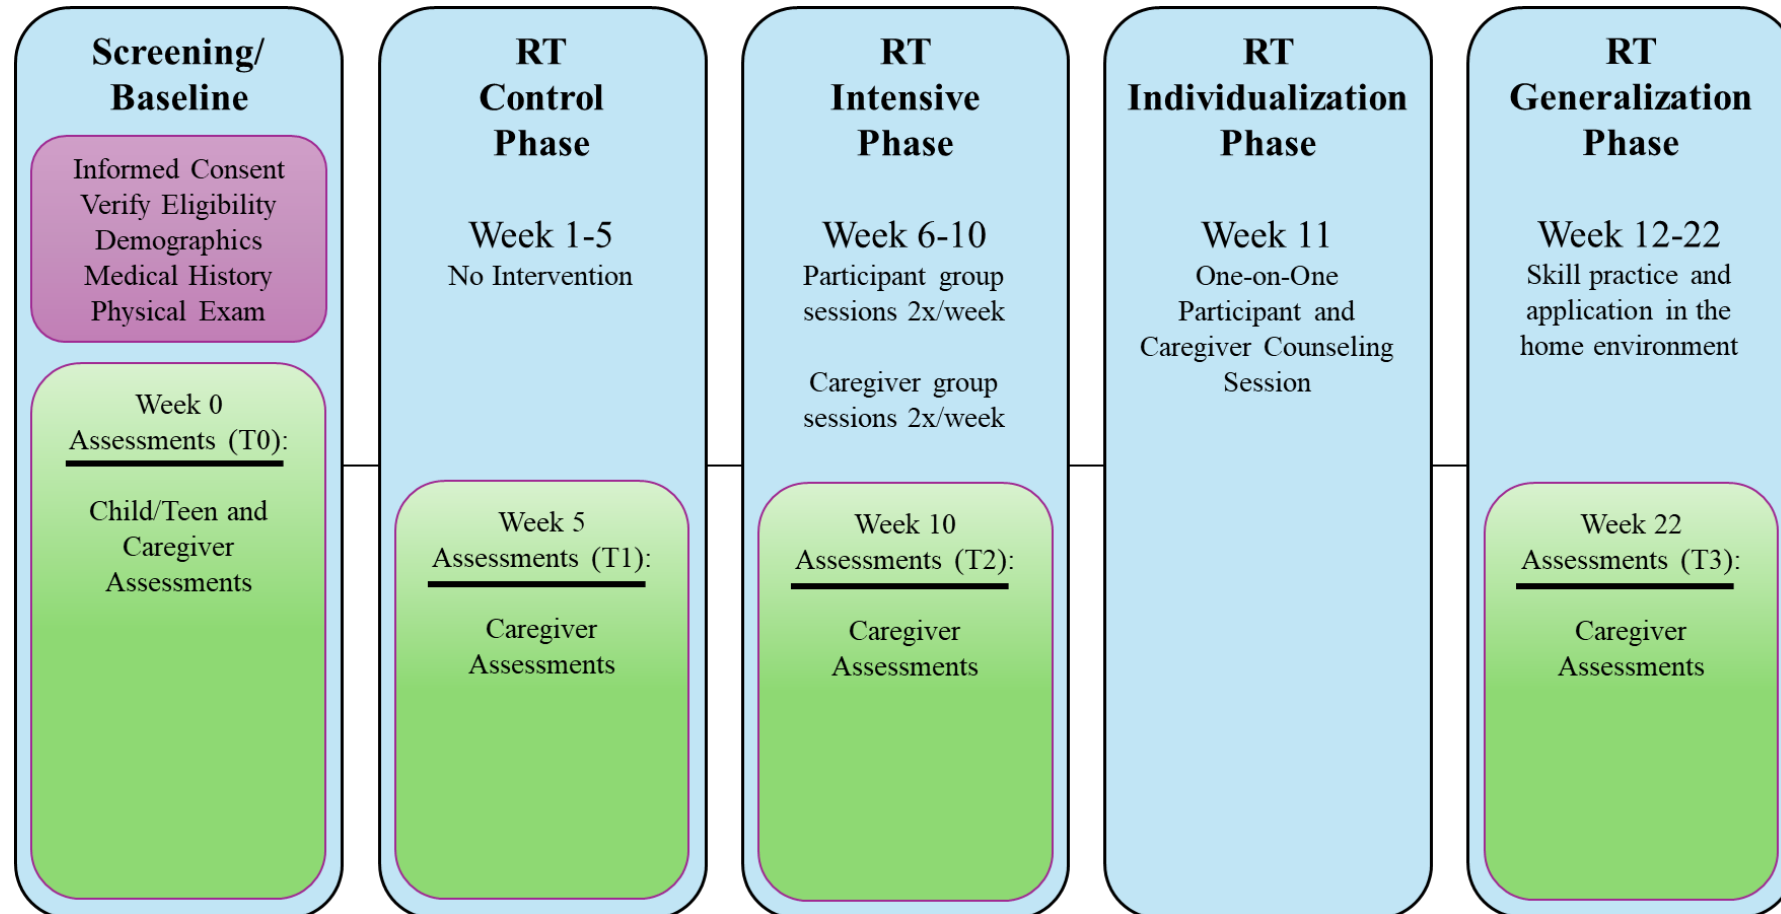 Screening/
Baseline
Informed Consent
Verify Eligibility
Demographics
Medical History
Physical Exam
Week 0
Assessments (T0):
Child/Teen and
Caregiver
Assessments
RT
Control
Phase
Week 1-5
No Intervention
Week 5
Assessments (T1):
Caregiver
Assessments
RT
Intensive
Phase
Week 6-10
Participant group
sessions 2x/week
Caregiver group
sessions 2x/week
Week 10
Assessments (T2):
Caregiver
Assessments
RT
Individualization
Phase
Week 11
One-on-One
Participant and
Caregiver Counseling
Session
RT
Generalization
Phase
Week 12-22
Skill practice and
application in the
home environment
Week 22
Assessments (T3):
Caregiver
Assessments